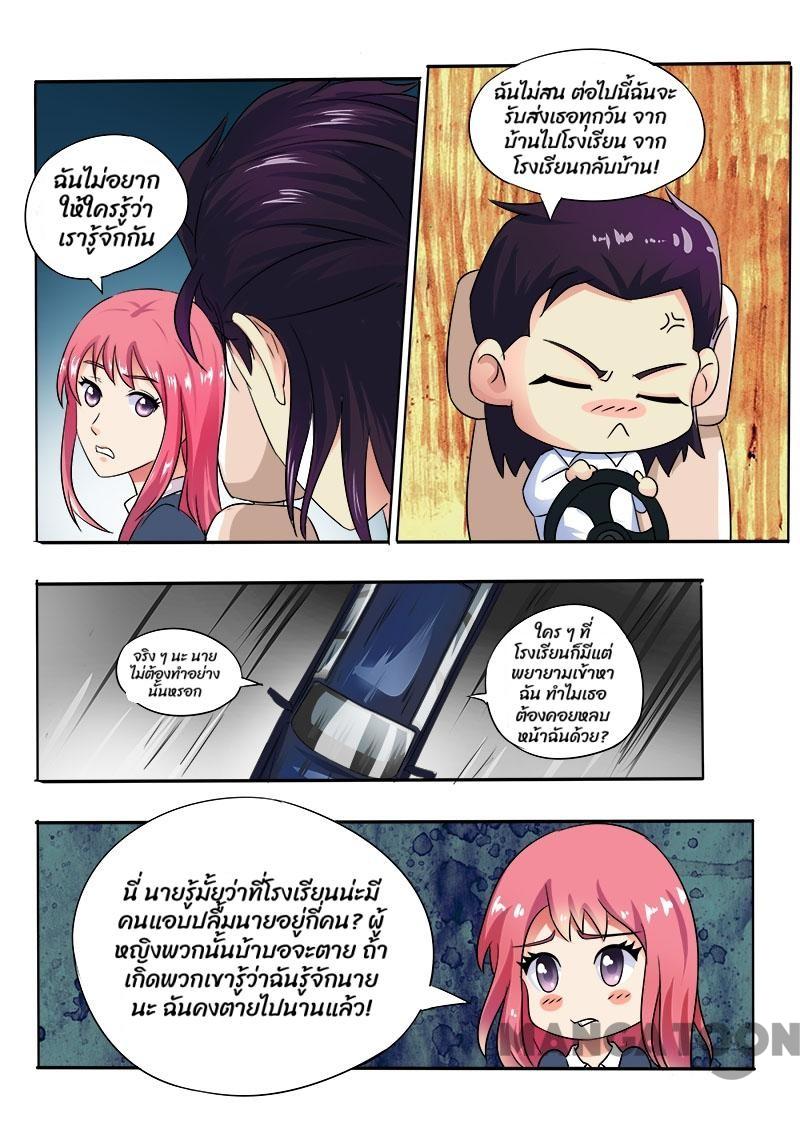 ฉันไม่อยาก
ให้ใครรู้ว่า
เรารู้จักกัน
ฉันไม่สน ต่อไปนี้ฉันจะ
รับส่งเธอทุกวัน จาก
บ้านไปโรงเรียน จาก
โรงเรียนกลับบ้าน!
จริง ๆ นะ นาย
ไม่ต้องทำอย่าง
นั้นหรอก
ใคร ๆ ที่
โรงเรียนก็มีแต่
พยายามเข้าหา
ฉัน ทำไมเธอ
ต้องคอยหลบ
หน้าฉันด้วย?
นี่ นายรู้มั้ยว่าที่โรงเรียนน่ะมี
คนแอบปลื้มนายอยู่กี่คน? ผู้
หญิงพวกนั้นบ้าบอจะตาย ถ้า
เกิดพวกเขารู้ว่าฉันรู้จักนาย
นะ ฉันคงตายไปนานแล้ว!
MANGATOON